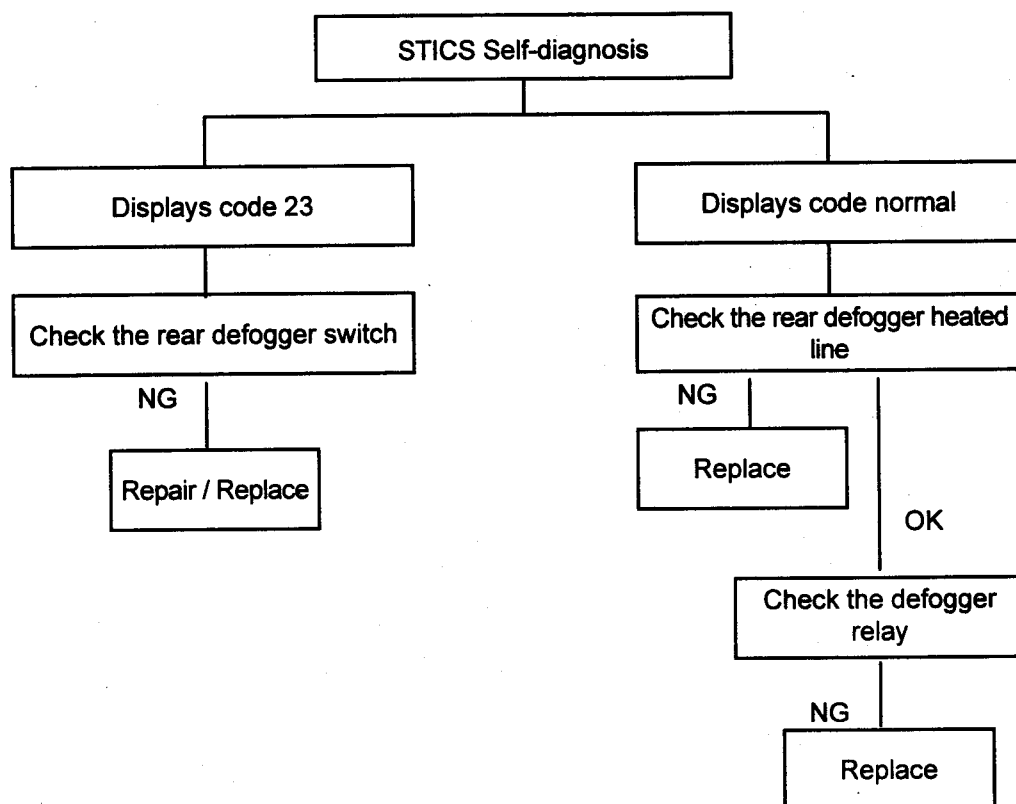 STICS Self-diagnosis
Displays code 23
Displays code normal
Check the rear defogger switch
Check the rear defogger heated
line
NG
NG
Repair / Replace
Replace
OK
Check the defogger
relay
NG
Replace